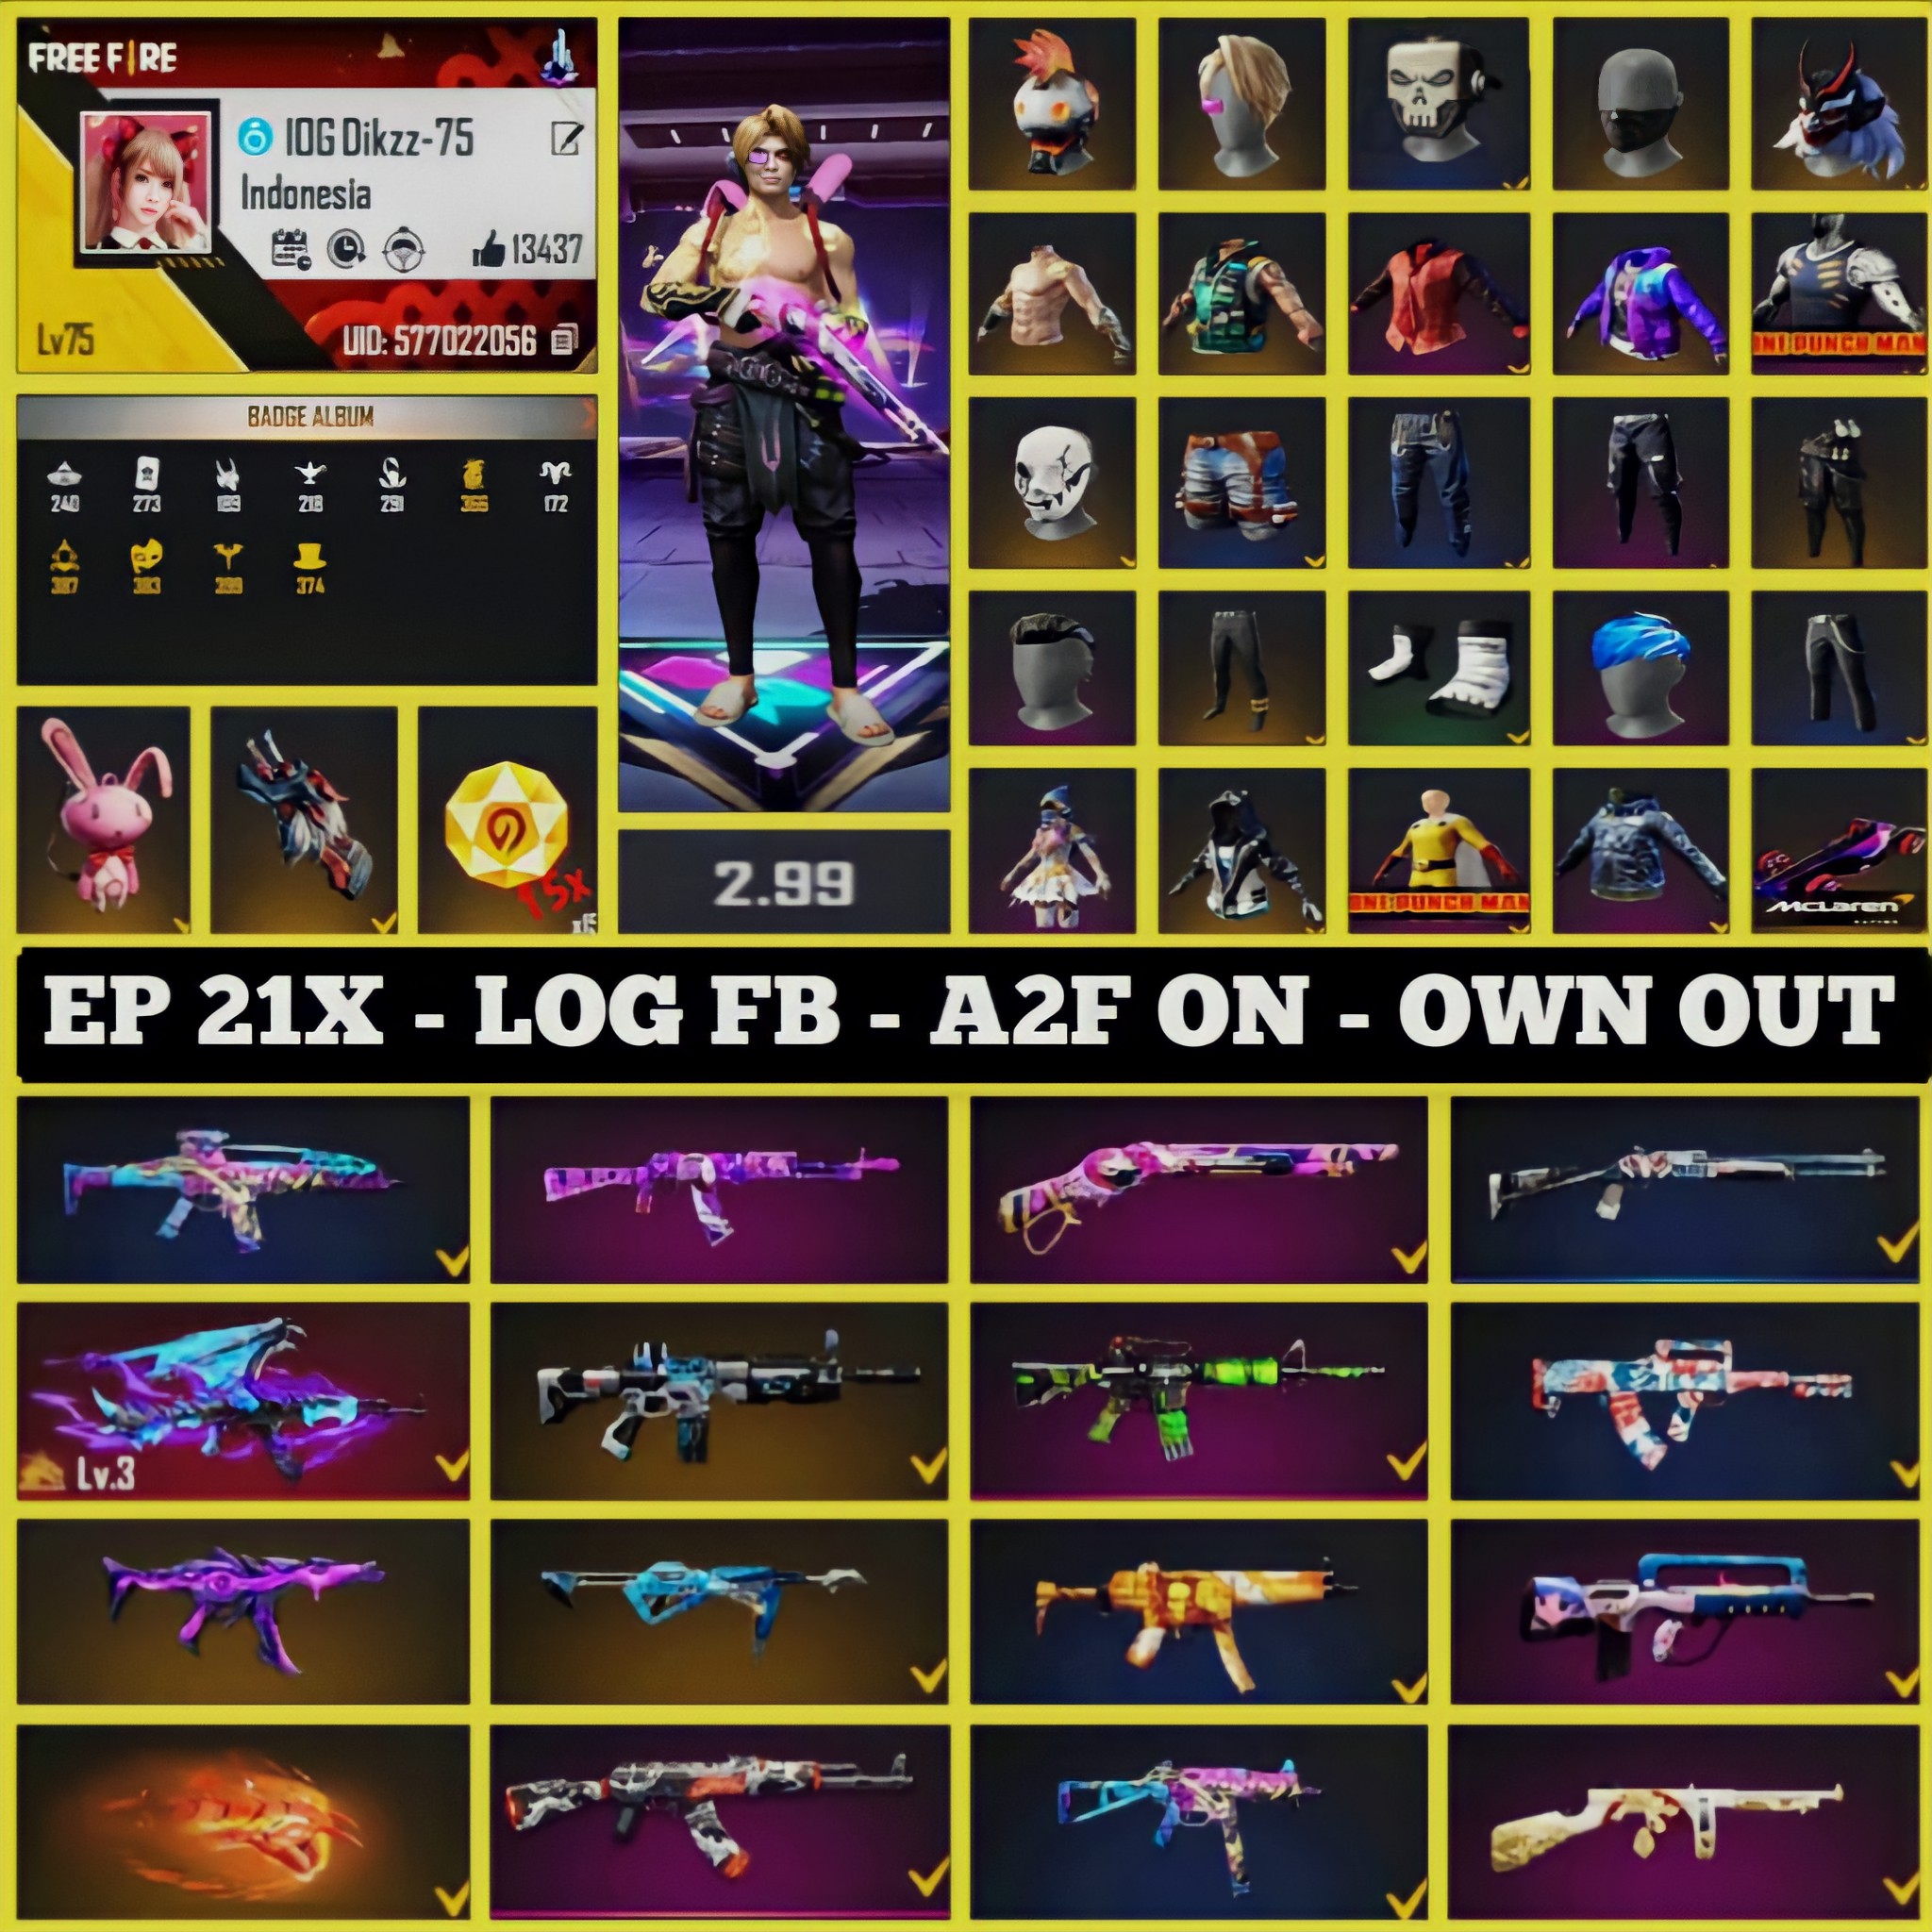 FREE FIRE
IOG Dikzz-75
Indonesia
13437
Lv75
UID: 577022056
BADGE ALBUM
240 273 218 291 172
374
15x
2.99
ONE PUNCH MAN
ONE PUNCH MAN
McLaren
EP 21X - LOG FB - A2F ON - OWN OUT
Lv.3